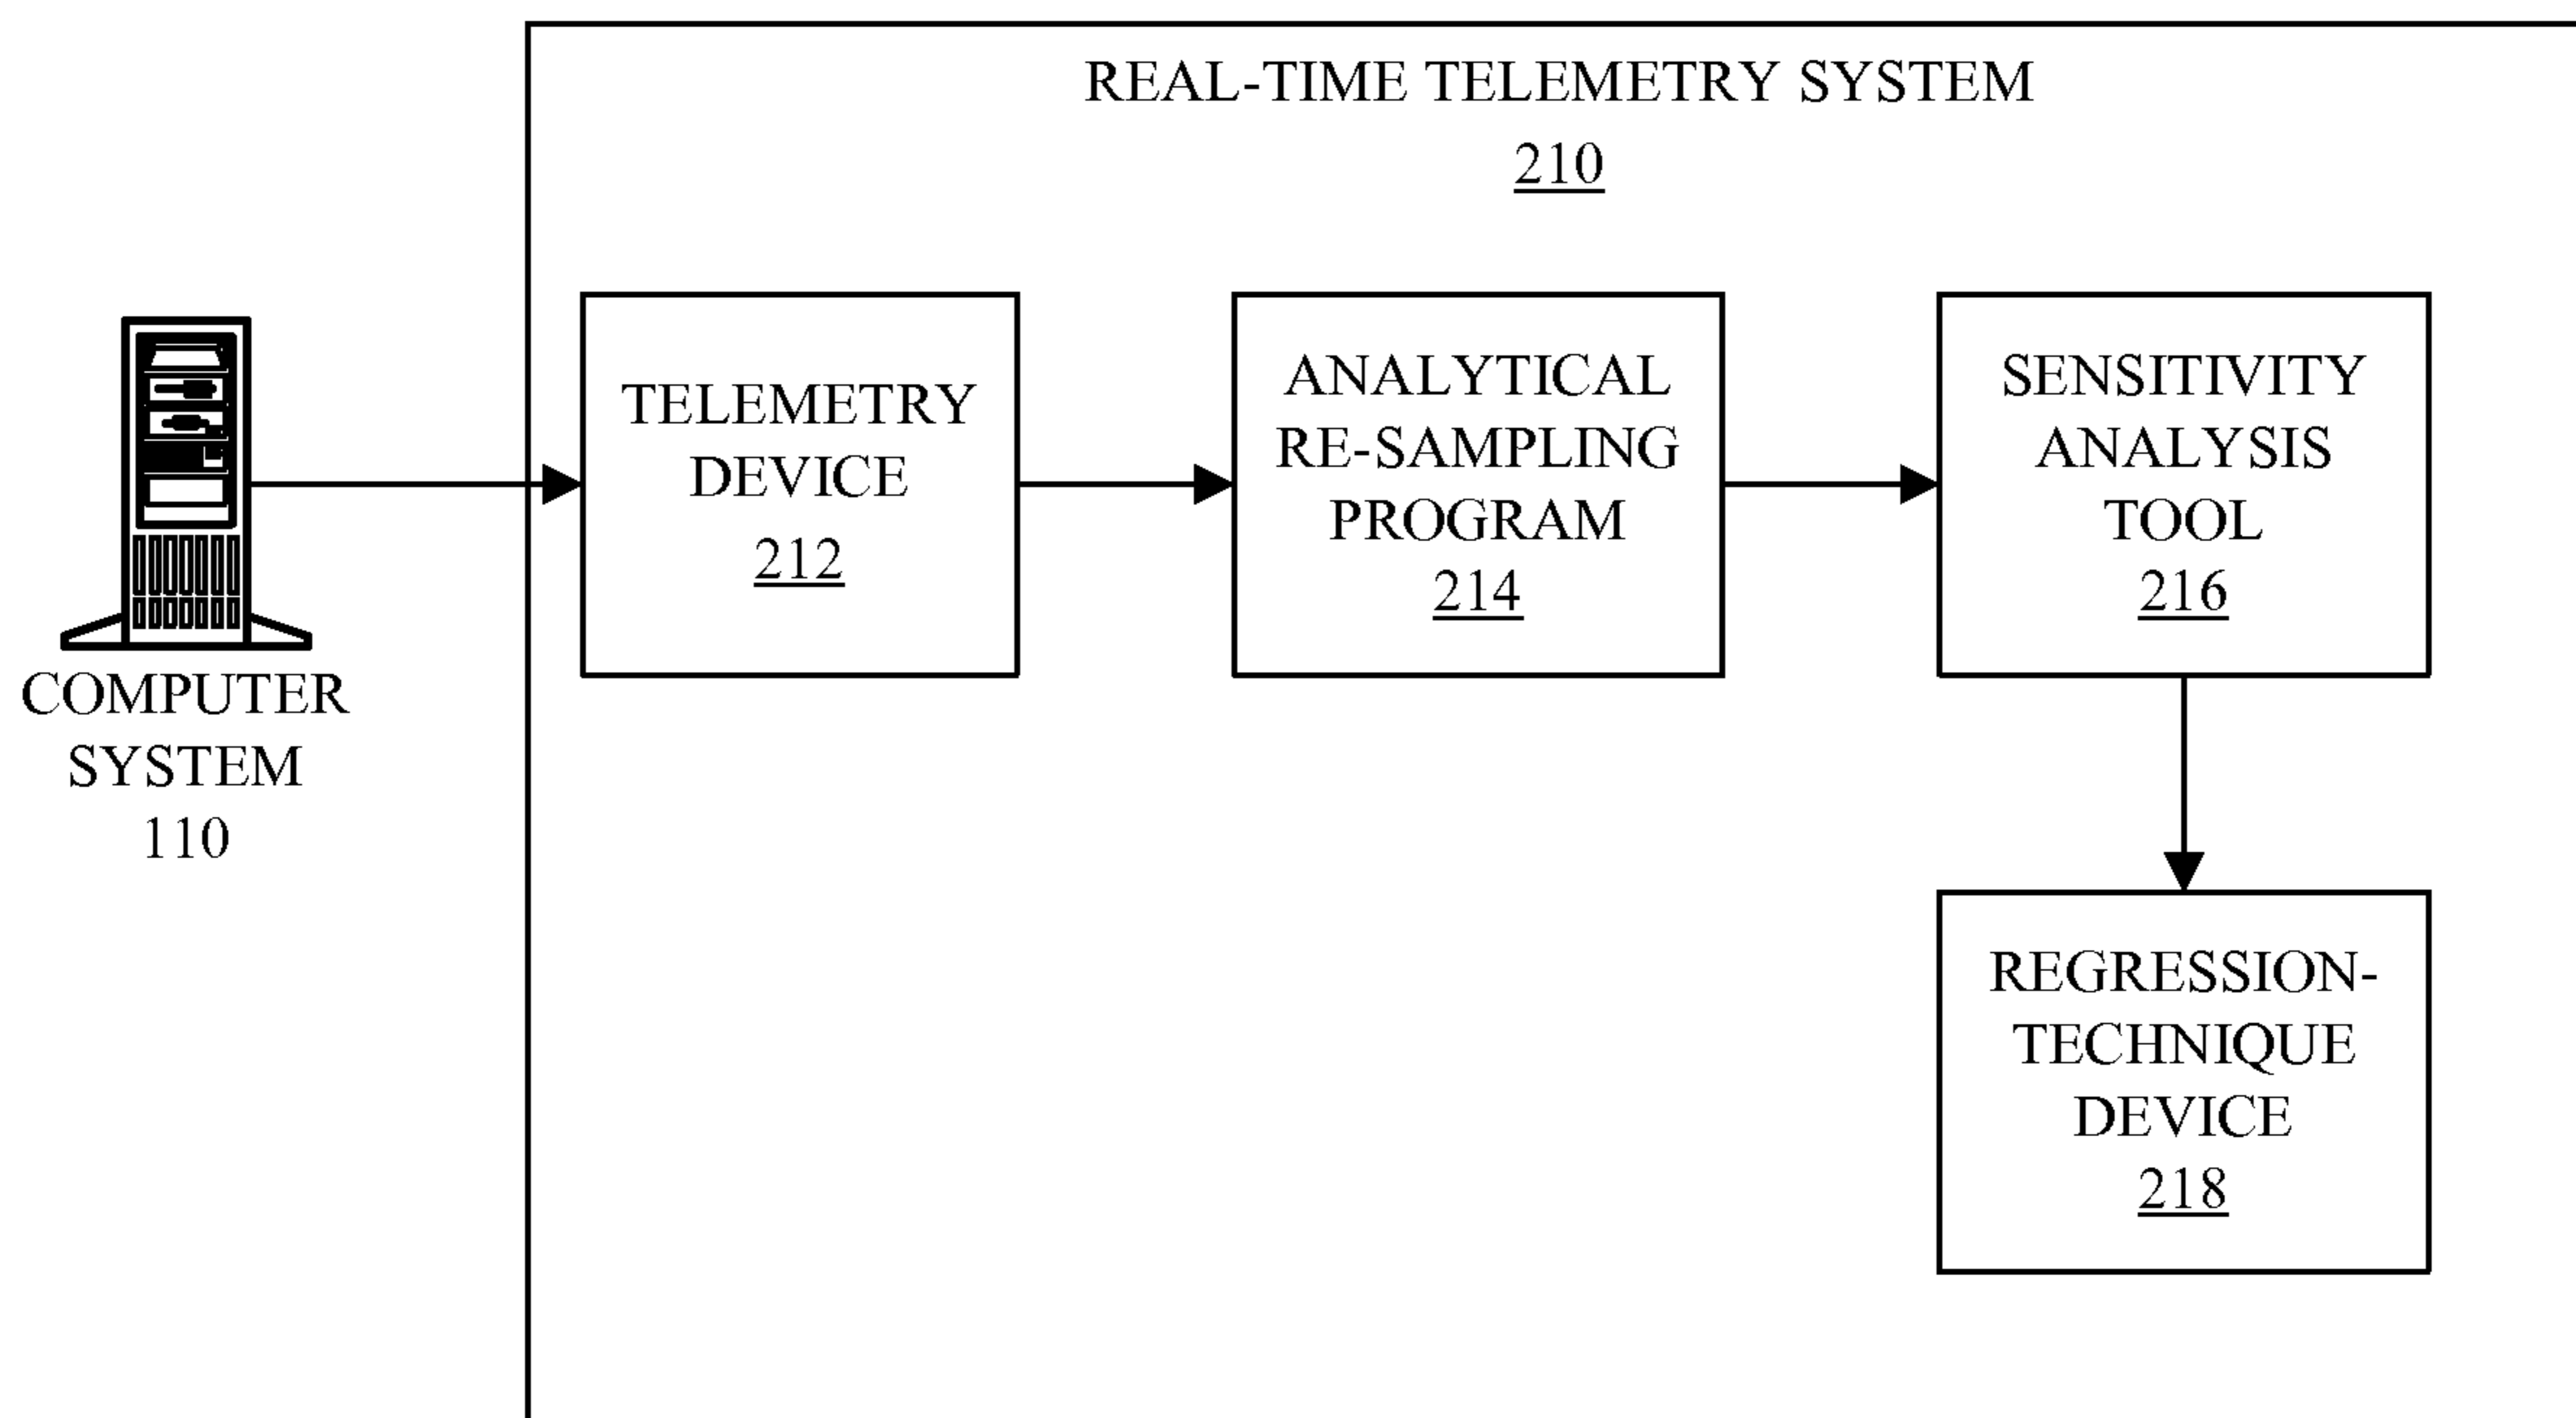 REAL-TIME TELEMETRY SYSTEM
210
COMPUTER
SYSTEM
110
TELEMETRY
DEVICE
212
ANALYTICAL
RE-SAMPLING
PROGRAM
214
SENSITIVITY
ANALYSIS
TOOL
216
REGRESSION-
TECHNIQUE
DEVICE
218